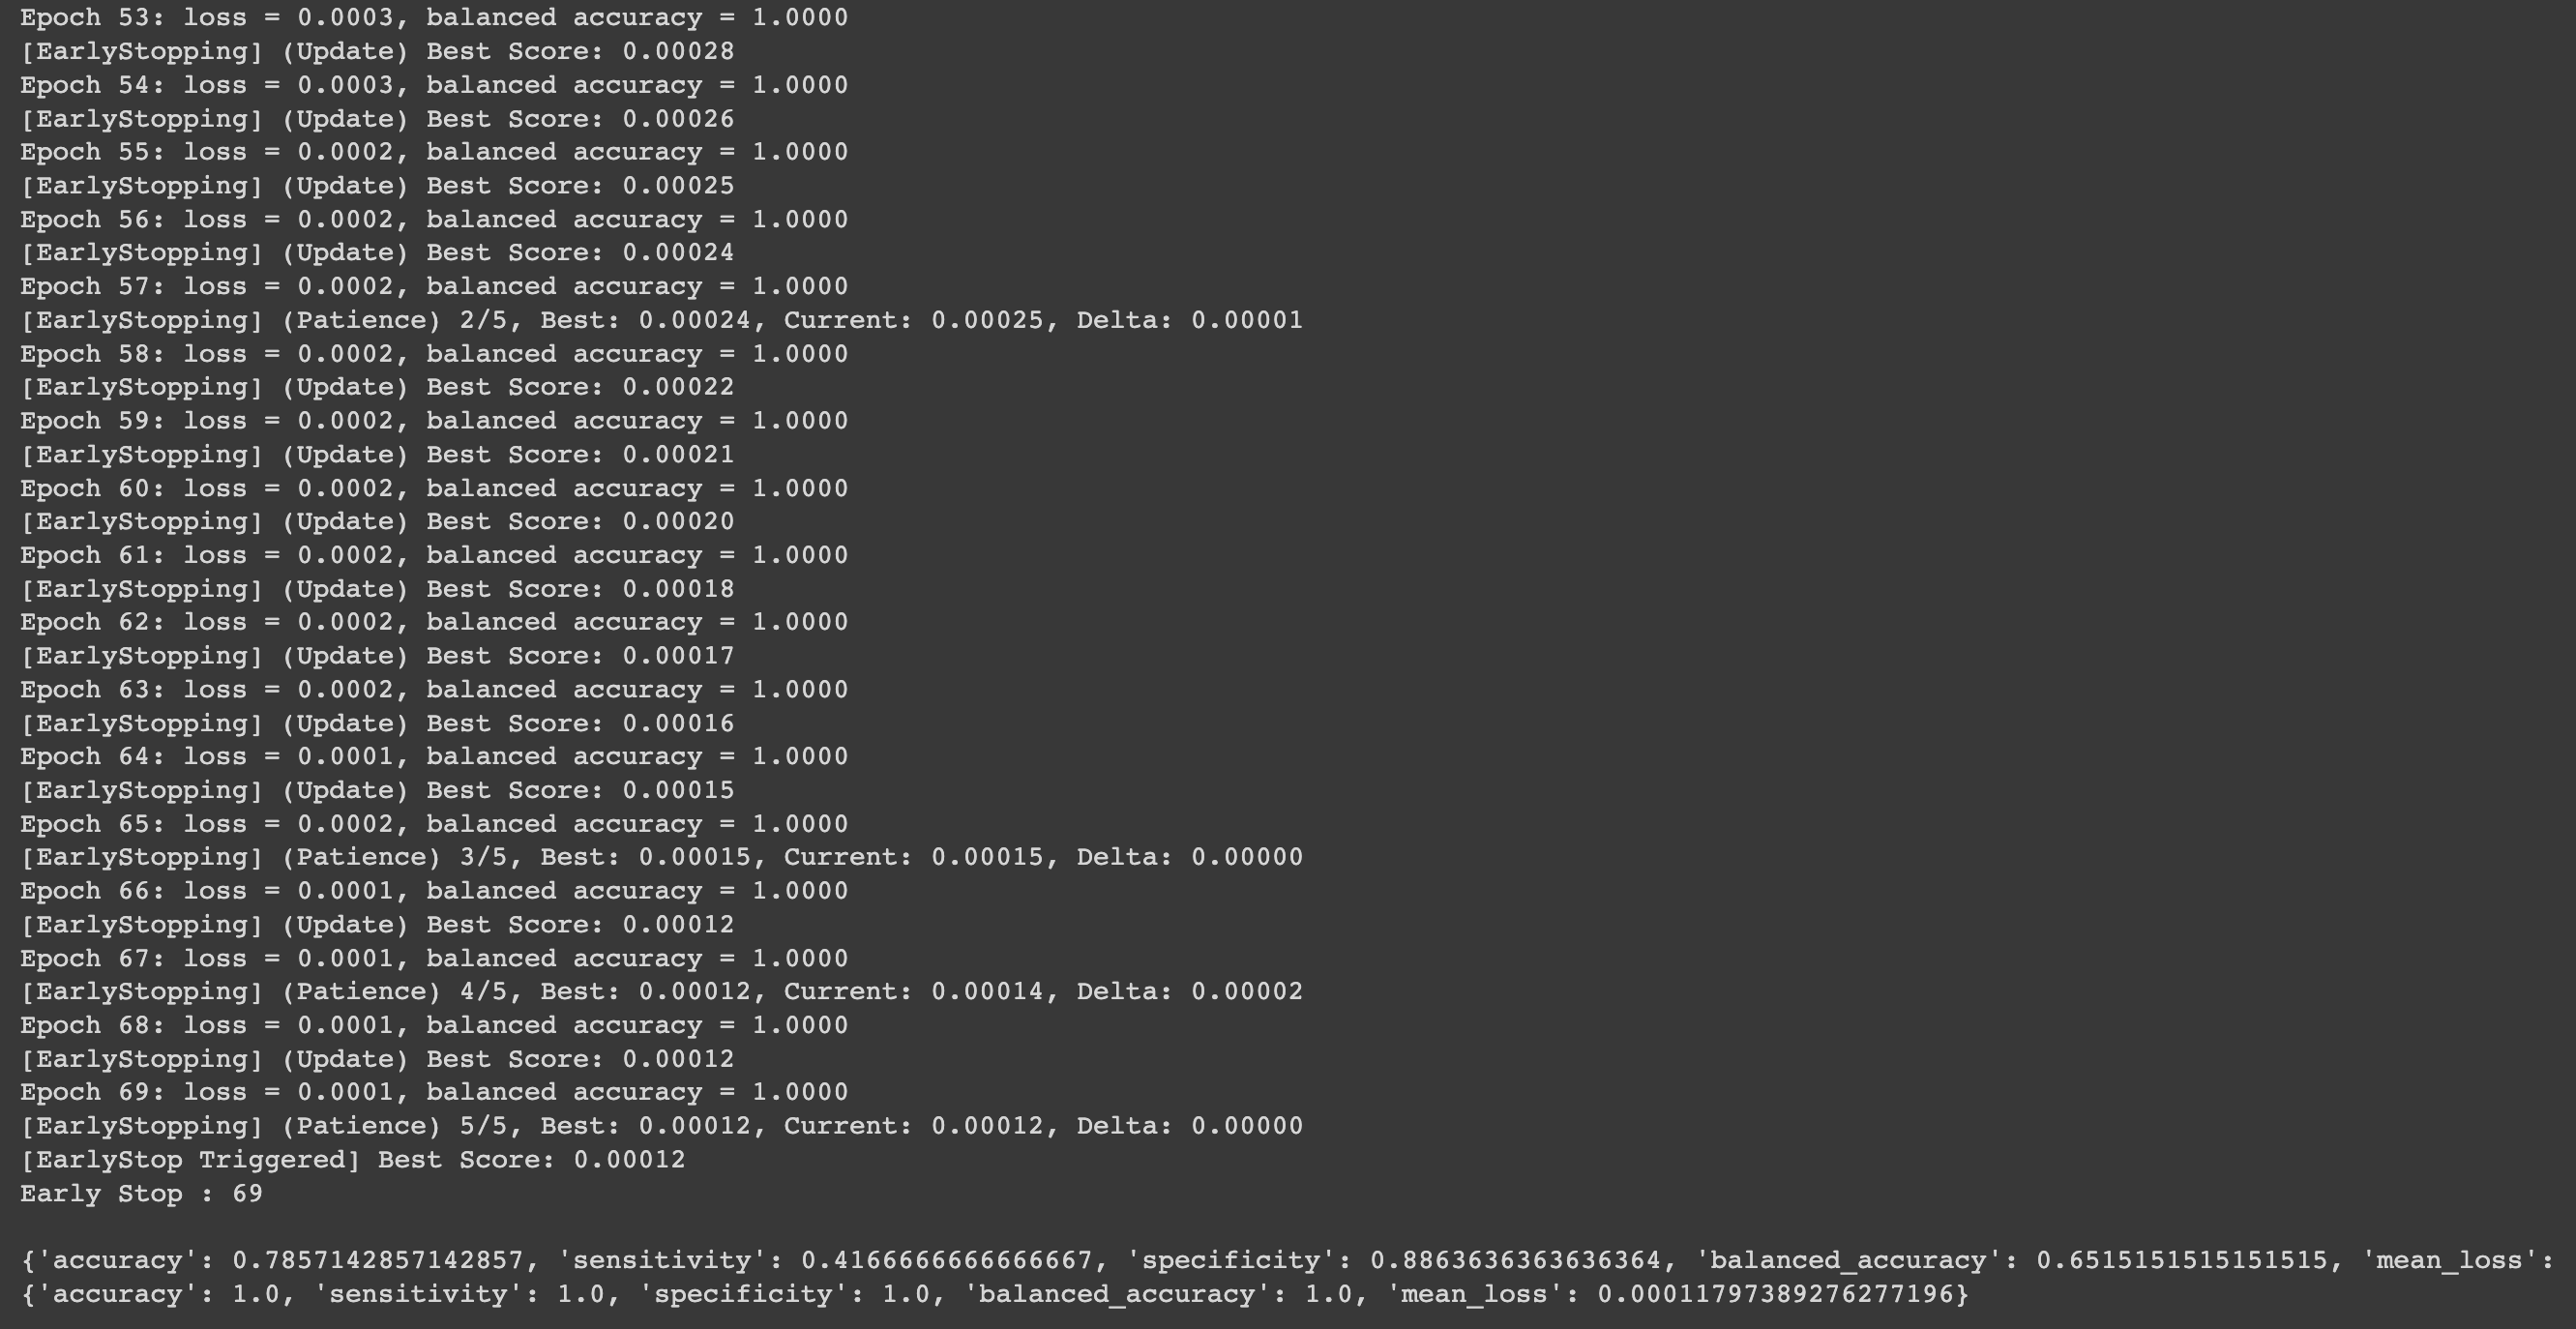 Epoch 53: loss = 0.0003, balanced accuracy = 1.0000
[EarlyStopping] (Update) Best Score: 0.00028
Epoch 54: loss = 0.0003, balanced accuracy = 1.0000
[EarlyStopping] (Update) Best Score: 0.00026
Epoch 55: loss = 0.0002, balanced accuracy = 1.0000
[EarlyStopping] (Update) Best Score: 0.00025
Epoch 56: loss = 0.0002, balanced accuracy = 1.0000
[EarlyStopping] (Update) Best Score: 0.00024
Epoch 57: loss = 0.0002, balanced accuracy = 1.0000
[EarlyStopping] (Patience) 2/5, Best: 0.00024, Current: 0.00025, Delta: 0.00001
Epoch 58: loss = 0.0002, balanced accuracy = 1.0000
[EarlyStopping] (Update) Best Score: 0.00022
Epoch 59: loss = 0.0002, balanced accuracy = 1.0000
[EarlyStopping] (Update) Best Score: 0.00021
Epoch 60: loss = 0.0002, balanced accuracy = 1.0000
[EarlyStopping] (Update) Best Score: 0.00020
Epoch 61: loss = 0.0002, balanced accuracy = 1.0000
[EarlyStopping] (Update) Best Score: 0.00018
Epoch 62: loss = 0.0002, balanced accuracy = 1.0000
[EarlyStopping] (Update) Best Score: 0.00017
Epoch 63: loss = 0.0002, balanced accuracy = 1.0000
[EarlyStopping] (Update) Best Score: 0.00016
Epoch 64: loss = 0.0001, balanced accuracy = 1.0000
[EarlyStopping] (Update) Best Score: 0.00015
Epoch 65: loss = 0.0002, balanced accuracy = 1.0000
[EarlyStopping] (Patience) 3/5, Best: 0.00015, Current: 0.00015, Delta: 0.00000
Epoch 66: loss = 0.0001, balanced accuracy = 1.0000
[EarlyStopping] (Update) Best Score: 0.00012
Epoch 67: loss = 0.0001, balanced accuracy = 1.0000
[EarlyStopping] (Patience) 4/5, Best: 0.00012, Current: 0.00014, Delta: 0.00002
Epoch 68: loss = 0.0001, balanced accuracy = 1.0000
[EarlyStopping] (Update) Best Score: 0.00012
Epoch 69: loss = 0.0001, balanced accuracy = 1.0000
[EarlyStopping] (Patience) 5/5, Best: 0.00012, Current: 0.00012, Delta: 0.00000
[EarlyStop Triggered] Best Score: 0.00012
Early Stop : 69
{'accuracy': 0.7857142857142857, 'sensitivity': 0.4166666666666667, 'specificity': 0.8863636363636364, 'balanced_accuracy': 0.6515151515151515, 'mean_loss':
{'accuracy': 1.0, 'sensitivity': 1.0, 'specificity': 1.0, 'balanced_accuracy': 1.0, 'mean_loss': 0.00011797389276277196}